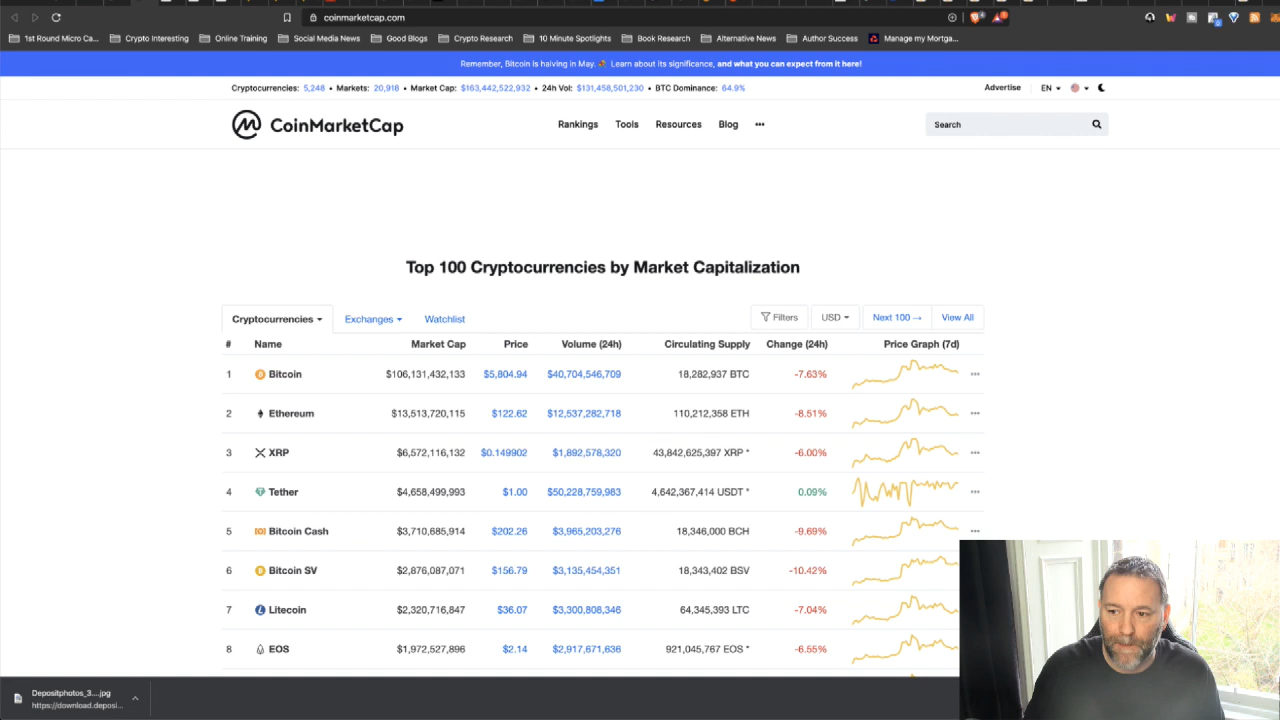 coinmarketcap.com
1st Round Micro Ca... Crypto Interesting Online Training Social Media News Good Blogs Crypto Research 10 Minute Spotlights Book Research Alternative News Author Success Manage my Mortga...
Remember, Bitcoin is halving in May. Learn about its significance, and what you can expect from it here!
Cryptocurrencies: 5,248 • Markets: 20,918 • Market Cap: $163,442,522,932 • 24h Vol: $131,458,501,230 • BTC Dominance: 64.9% Advertise EN
CoinMarketCap Rankings Tools Resources Blog ••• Search
Top 100 Cryptocurrencies by Market Capitalization
Cryptocurrencies Exchanges Watchlist Filters USD Next 100 → View All
# Name Market Cap Price Volume (24h) Circulating Supply Change (24h) Price Graph (7d)
1 Bitcoin $106,131,432,133 $5,804.94 $40,704,546,709 18,282,937 BTC -7.63%
2 Ethereum $13,513,720,115 $122.62 $12,537,282,718 110,212,358 ETH -8.51%
3 XRP $6,572,116,132 $0.149902 $1,892,578,320 43,842,625,397 XRP * -6.00%
4 Tether $4,658,499,993 $1.00 $50,228,759,983 4,642,367,414 USDT * 0.09%
5 Bitcoin Cash $3,710,685,914 $202.26 $3,965,203,276 18,346,000 BCH -9.69%
6 Bitcoin SV $2,876,087,071 $156.79 $3,135,454,351 18,343,402 BSV -10.42%
7 Litecoin $2,320,716,847 $36.07 $3,300,808,346 64,345,393 LTC -7.04%
8 EOS $1,972,527,896 $2.14 $2,917,671,636 921,045,767 EOS * -6.55%
Depositphotos_3....jpg
https://download.deposi...